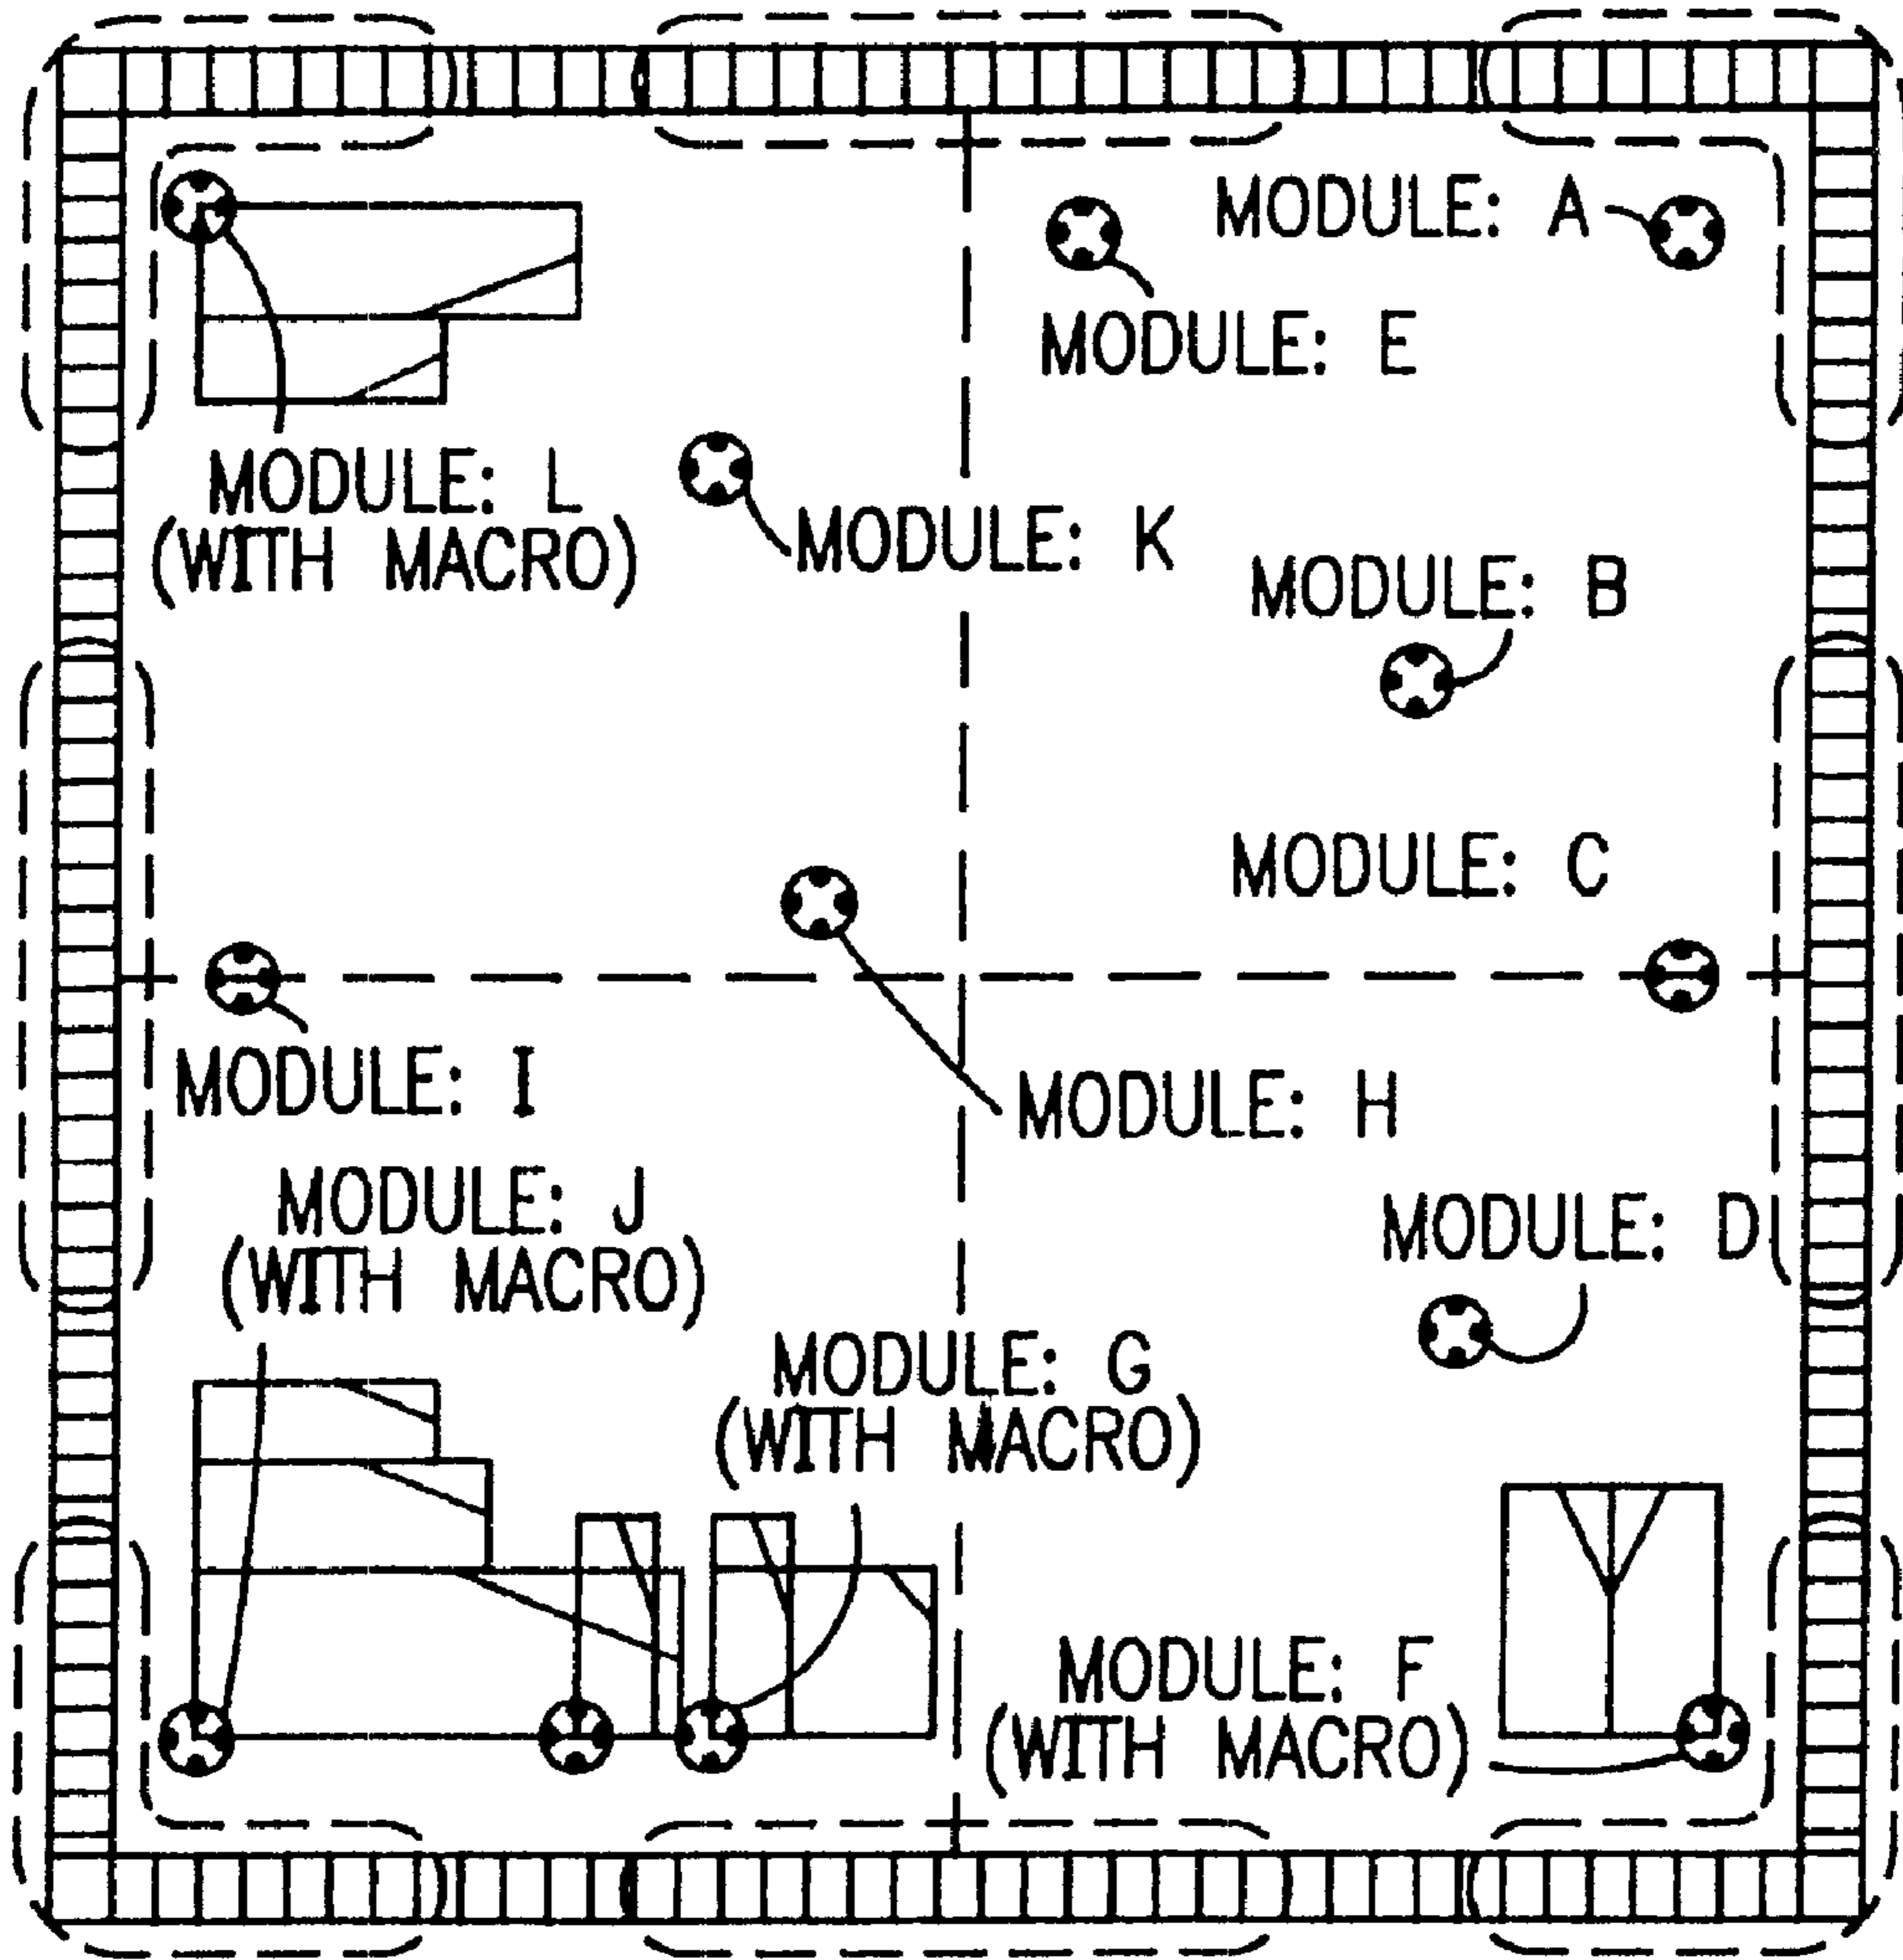 MODULE: A
MODULE: E
MODULE: L
(WITH MACRO)
MODULE: K
MODULE: B
MODULE: C
MODULE: I
MODULE: H
MODULE: J
(WITH MACRO)
MODULE: D
MODULE: G
(WITH MACRO)
MODULE: F
(WITH MACRO)